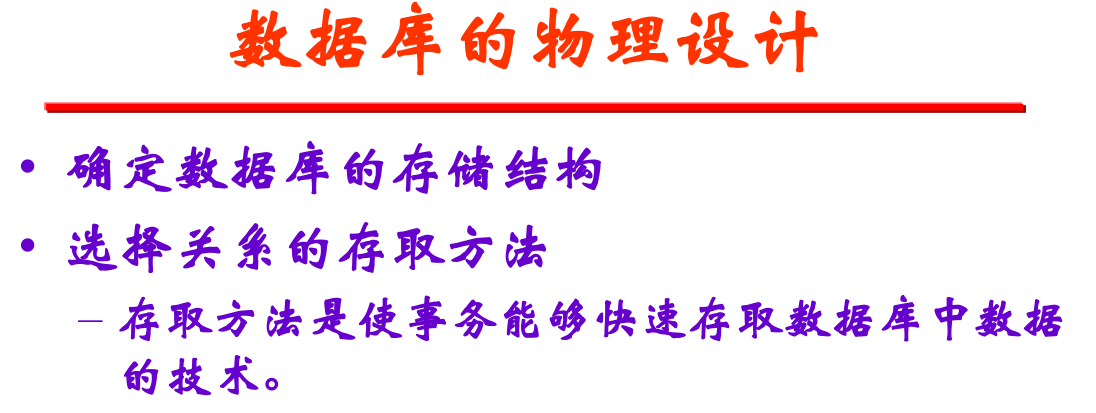 数据库的物理设计
• 确定数据库的存储结构
• 选择关系的存取方法
– 存取方法是使事务能够快速存取数据库中数据
的技术。